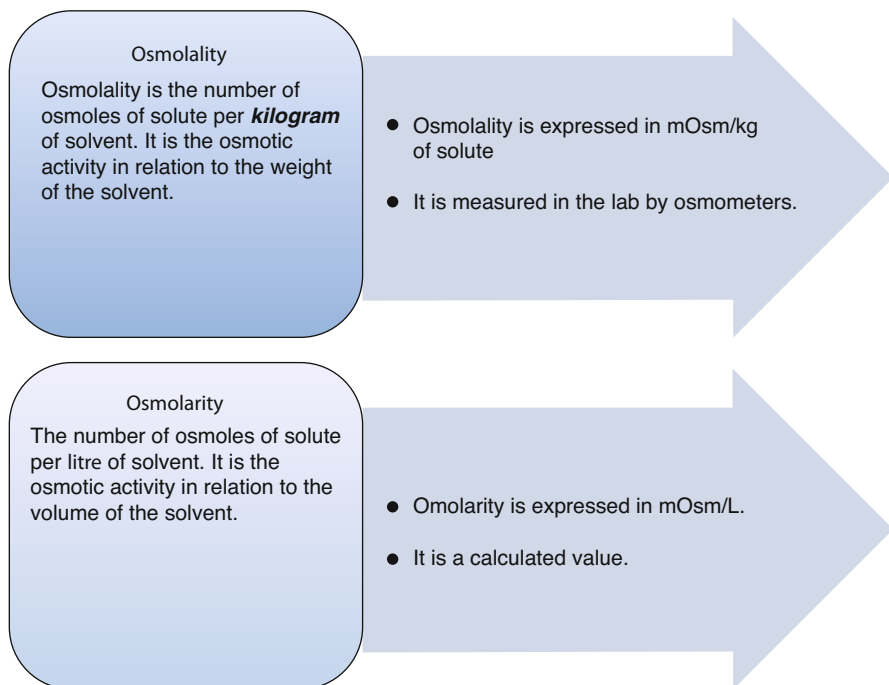 Osmolality
Osmolality is the number of
osmoles of solute per kilogram
of solvent. It is the osmotic
activity in relation to the weight
of the solvent.
● Osmolality is expressed in mOsm/kg
of solute
● It is measured in the lab by osmometers.
Osmolarity
The number of osmoles of solute
per litre of solvent. It is the
osmotic activity in relation to the
volume of the solvent.
● Omolarity is expressed in mOsm/L.
● It is a calculated value.